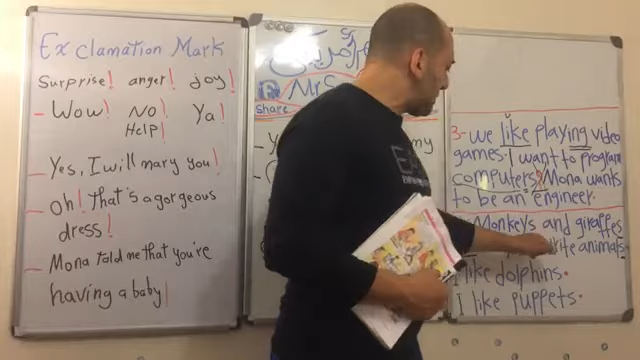 Exclamation Mark
Surprise! anger! joy!
- Wow! NO! Ya!
HELP!
- Yes, I will mary you!
- Oh! that's a gorgeous
dress!
- Mona told me that you're
having a baby!
Share
my
3- we like playing video
games. I want to program
computers. Mona wants
to be an engineer.
Monkeys and giraffes
animals.
I like dolphins.
I like puppets.